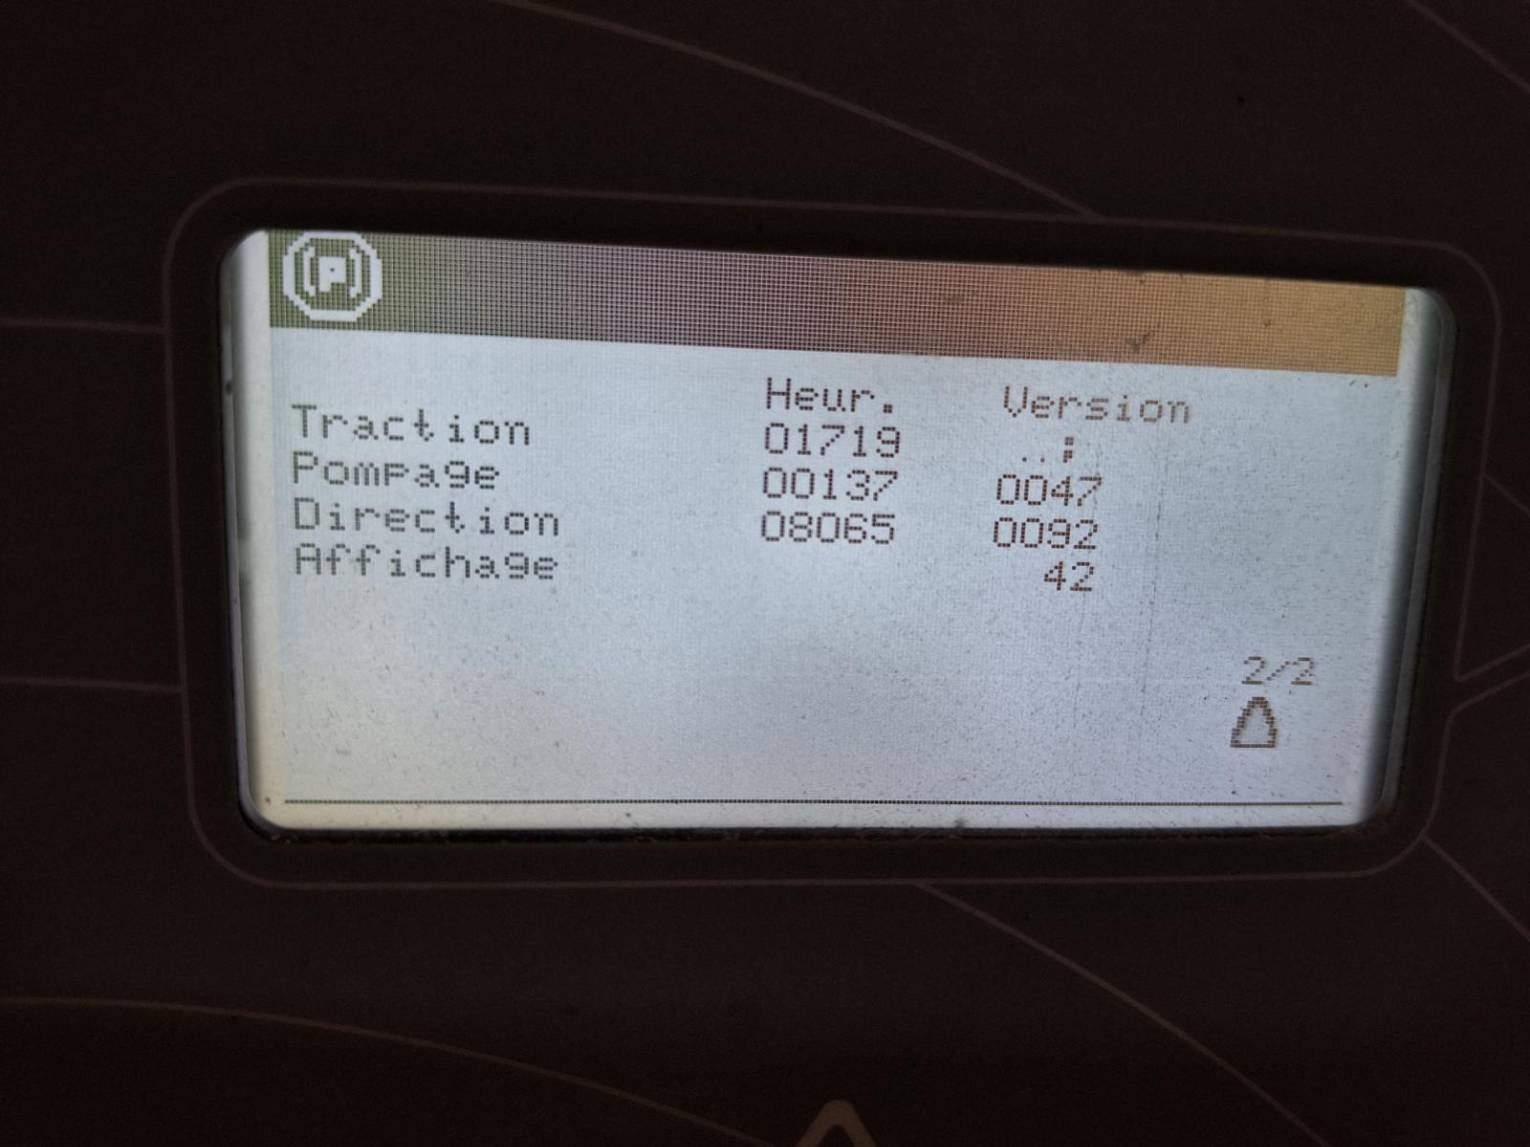 P
Heur. Version
Traction 01719 ..;
Pompage 00137 0047
Direction 08065 0092
Affichage 42
2/2